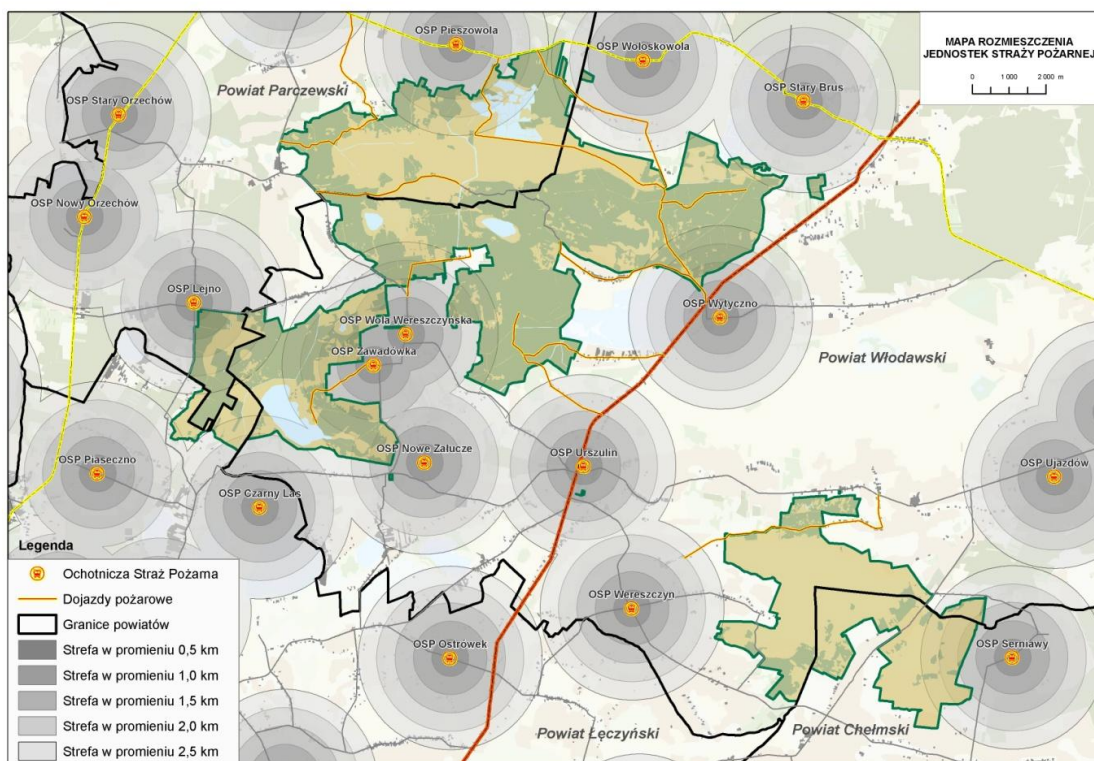 MAPA ROZMIESZCZENIA
JEDNOSTEK STRAŻY POŻARNEJ
0 1 000 2 000 m
OSP Pieszowola
OSP Wołoskowola
OSP Stary Brus
OSP Stary Orzechów
Powiat Parczewski
OSP Nowy Orzechów
OSP Lejno
OSP Wytyczno
OSP Wola Wereszczyńska
OSP Zawadówka
Powiat Włodawski
OSP Nowe Załucze
OSP Urszulin
OSP Piaseczno
OSP Ujazdów
OSP Czarny Las
OSP Wereszczyn
OSP Ostrówek
OSP Serniawy
Powiat Łęczyński
Powiat Chełmski
Legenda
Ochotnicza Straż Pożarna
Dojazdy pożarowe
Granice powiatów
Strefa w promieniu 0,5 km
Strefa w promieniu 1,0 km
Strefa w promieniu 1,5 km
Strefa w promieniu 2,0 km
Strefa w promieniu 2,5 km